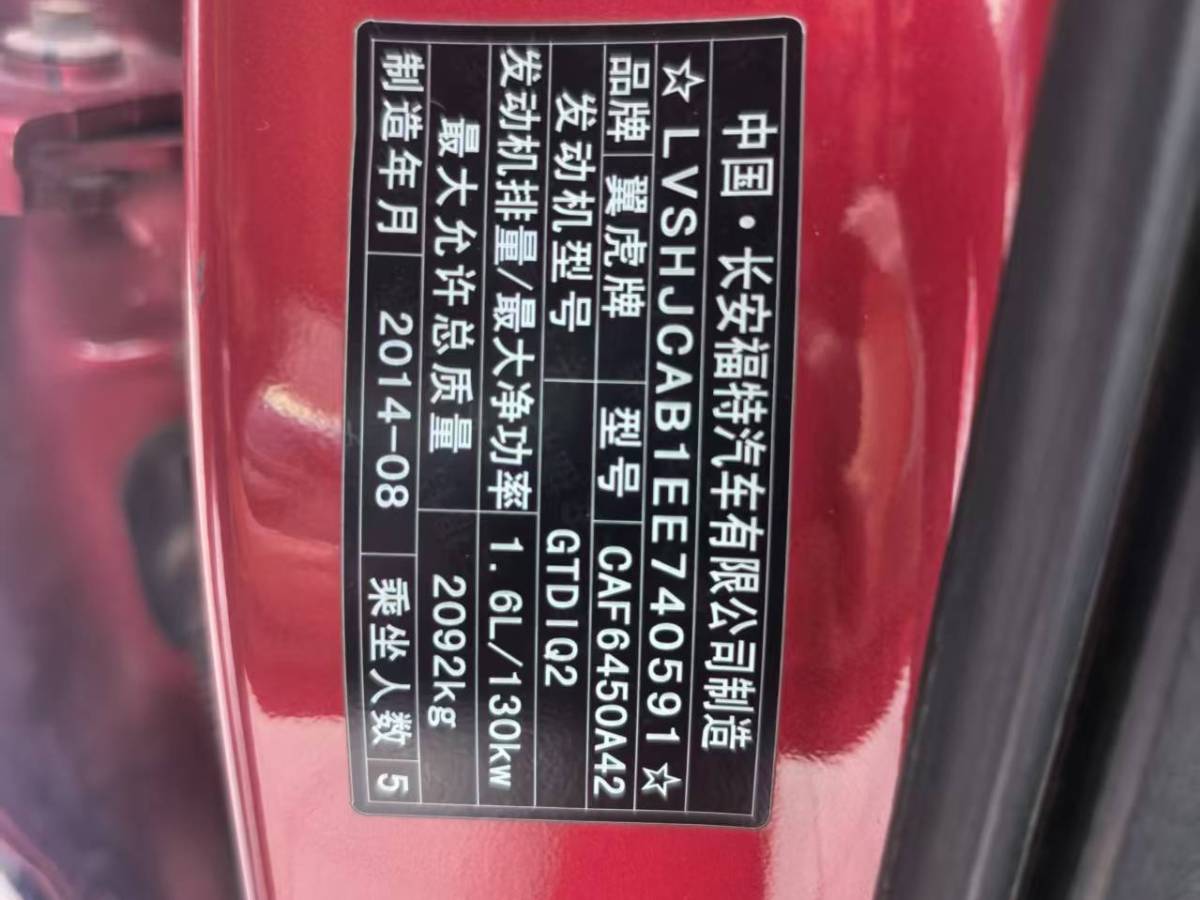 中国·长安福特汽车有限公司制造
☆LVSHJCAB1EE740591☆
品牌 翼虎牌 型号 CAF6450A42
发动机型号 GTDIQ2
发动机排量/最大净功率 1.6L/130kw
最大允许总质量 2092kg
制造年月 2014-08 乘坐人数 5